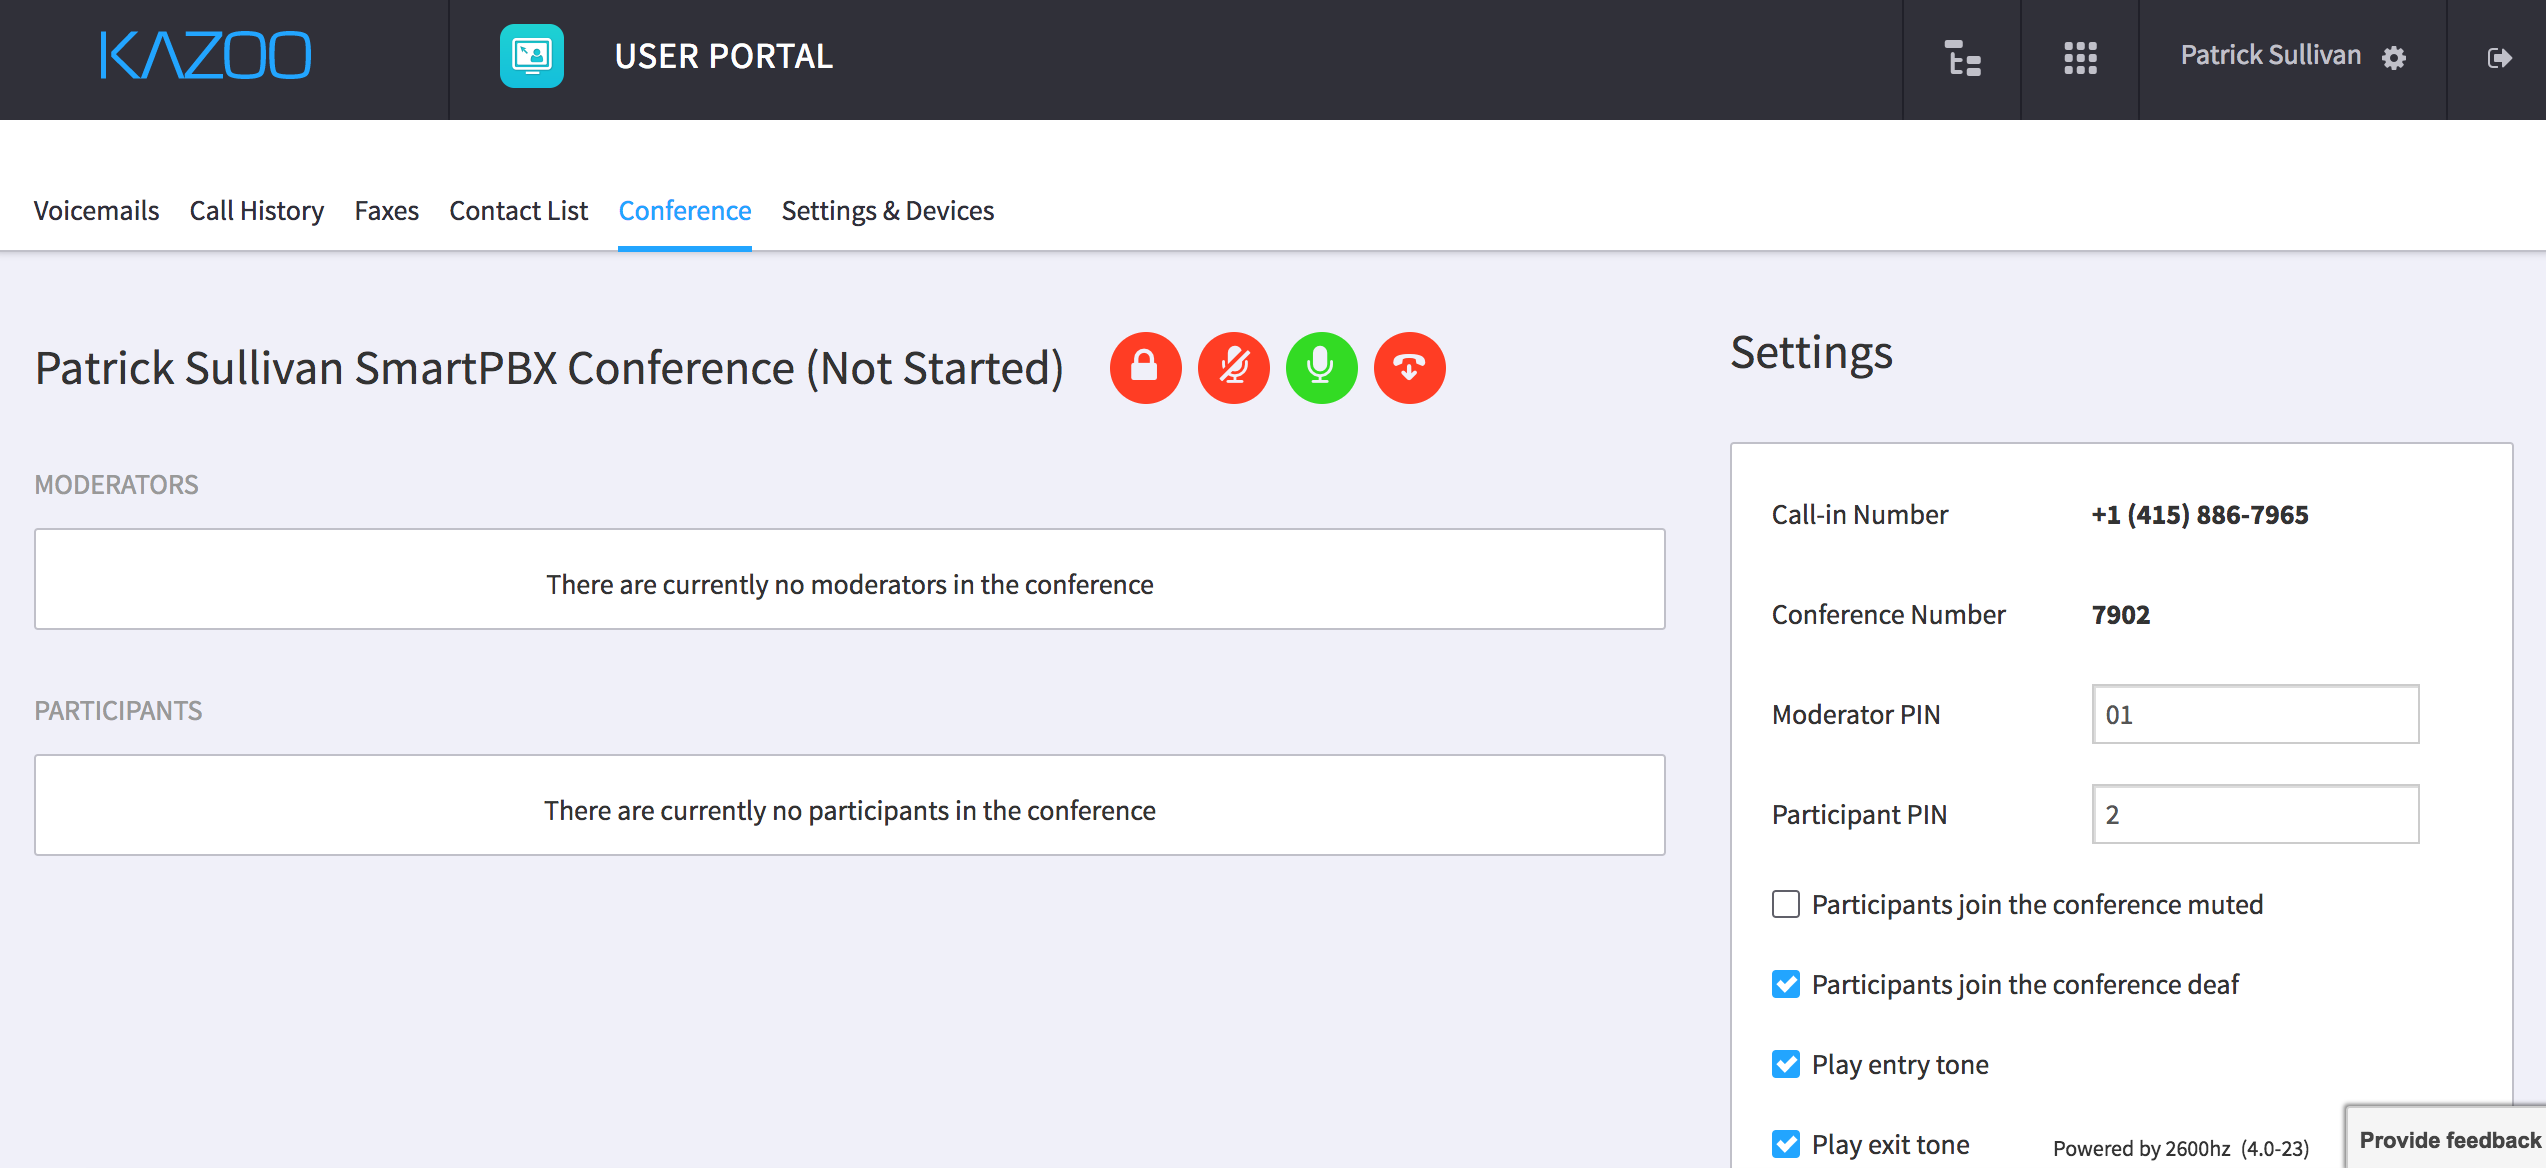 KAZOO
USER PORTAL
Patrick Sullivan
Voicemails Call History Faxes Contact List Conference Settings & Devices
Patrick Sullivan SmartPBX Conference (Not Started)
MODERATORS
There are currently no moderators in the conference
PARTICIPANTS
There are currently no participants in the conference
Settings
Call-in Number +1 (415) 886-7965
Conference Number 7902
Moderator PIN 01
Participant PIN 2
Participants join the conference muted
Participants join the conference deaf
Play entry tone
Play exit tone
Powered by 2600hz (4.0-23)
Provide feedback